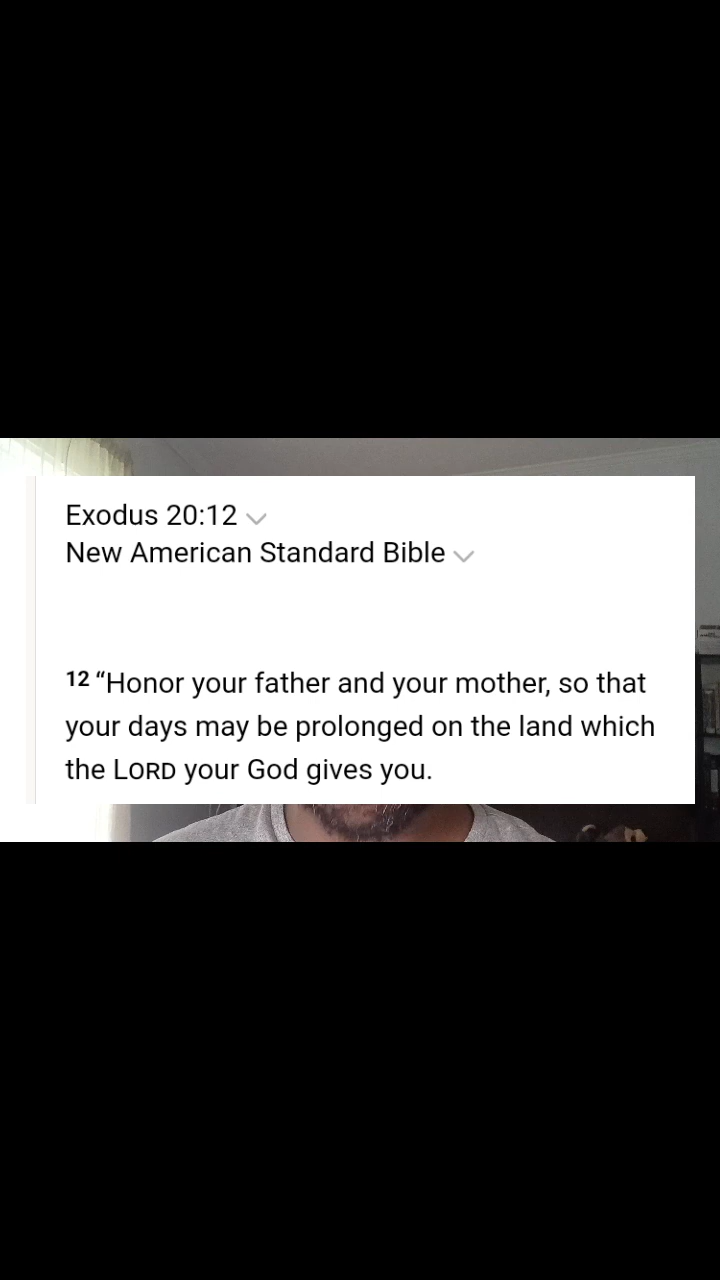 Exodus 20:12
New American Standard Bible
12 “Honor your father and your mother, so that
your days may be prolonged on the land which
the LORD your God gives you.